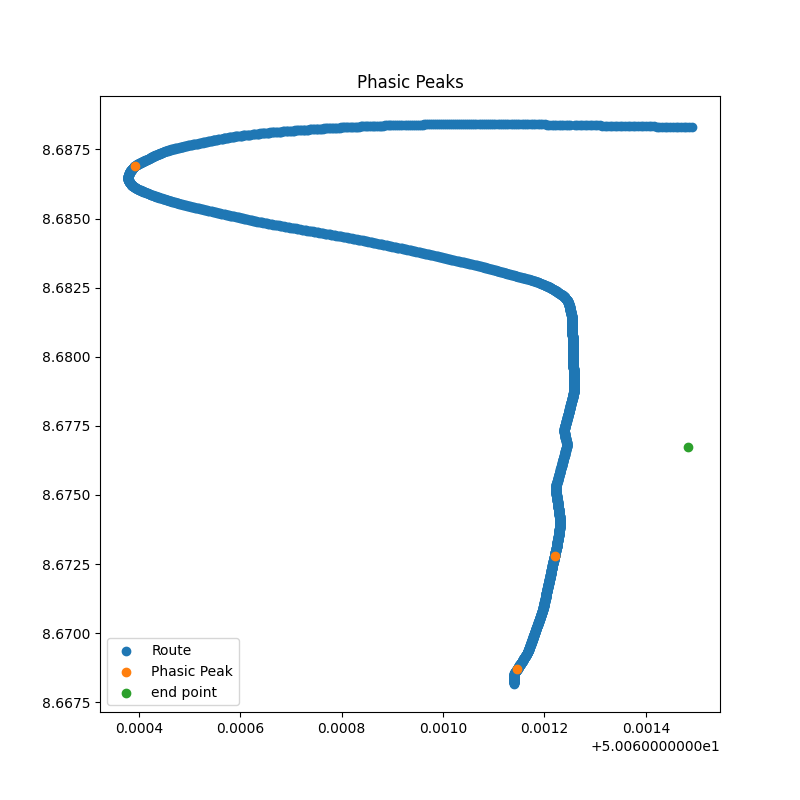 Phasic Peaks
8.6875
8.6850
8.6825
8.6800
8.6775
8.6750
8.6725
8.6700
8.6675
Route
Phasic Peak
end point
0.0004 0.0006 0.0008 0.0010 0.0012 0.0014
+5.0060000000e1